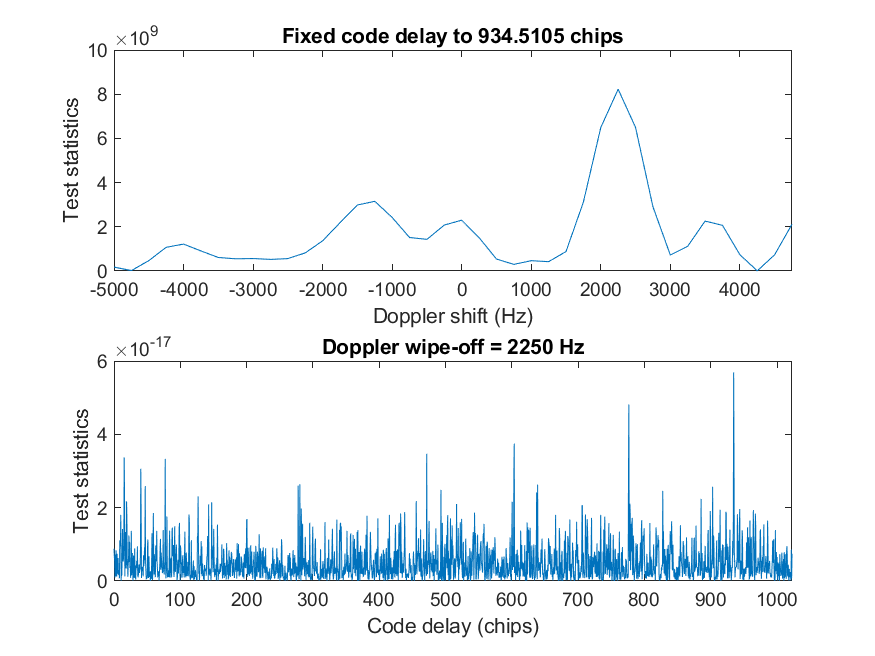 Fixed code delay to 934.5105 chips
×10^9
10
8
6
4
2
0
Test statistics
-5000 -4000 -3000 -2000 -1000 0 1000 2000 3000 4000
Doppler shift (Hz)
Doppler wipe-off = 2250 Hz
×10^-17
6
4
2
0
Test statistics
0 100 200 300 400 500 600 700 800 900 1000
Code delay (chips)